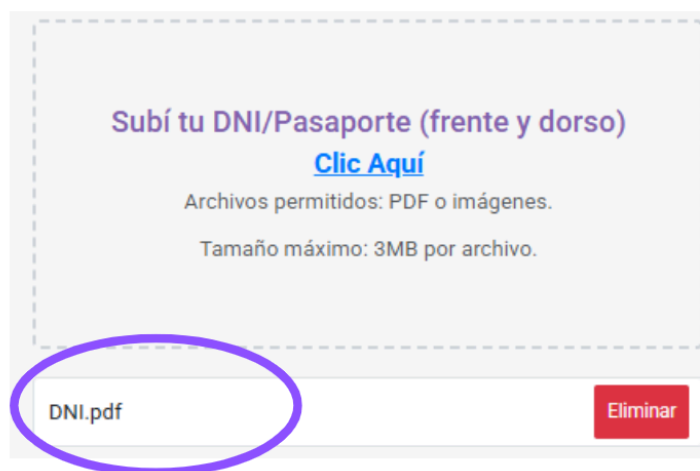 Subí tu DNI/Pasaporte (frente y dorso)
Clic Aquí
Archivos permitidos: PDF o imágenes.
Tamaño máximo: 3MB por archivo.
DNI.pdf
Eliminar